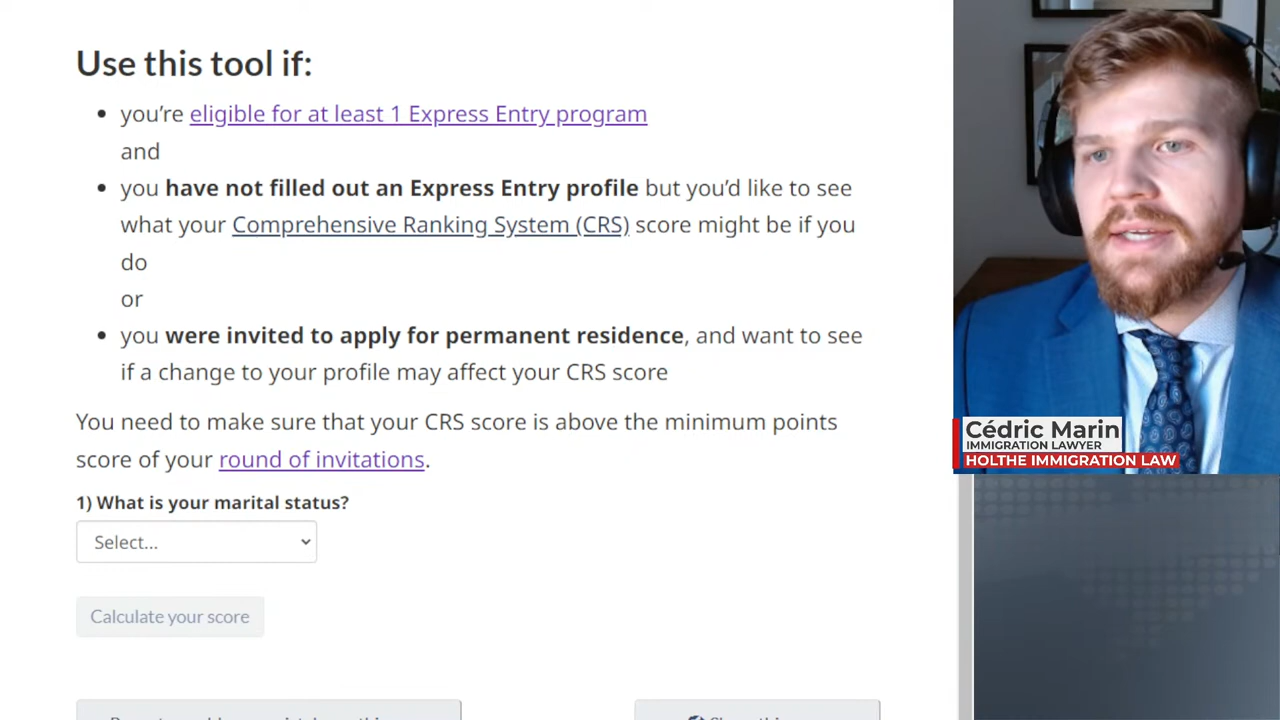 Use this tool if:
you're eligible for at least 1 Express Entry program
and
you have not filled out an Express Entry profile but you'd like to see
what your Comprehensive Ranking System (CRS) score might be if you
do
or
you were invited to apply for permanent residence, and want to see
if a change to your profile may affect your CRS score
You need to make sure that your CRS score is above the minimum points
score of your round of invitations.
1) What is your marital status?
Select...
Calculate your score
Cédric Marin
IMMIGRATION LAWYER
HOLTHE IMMIGRATION LAW